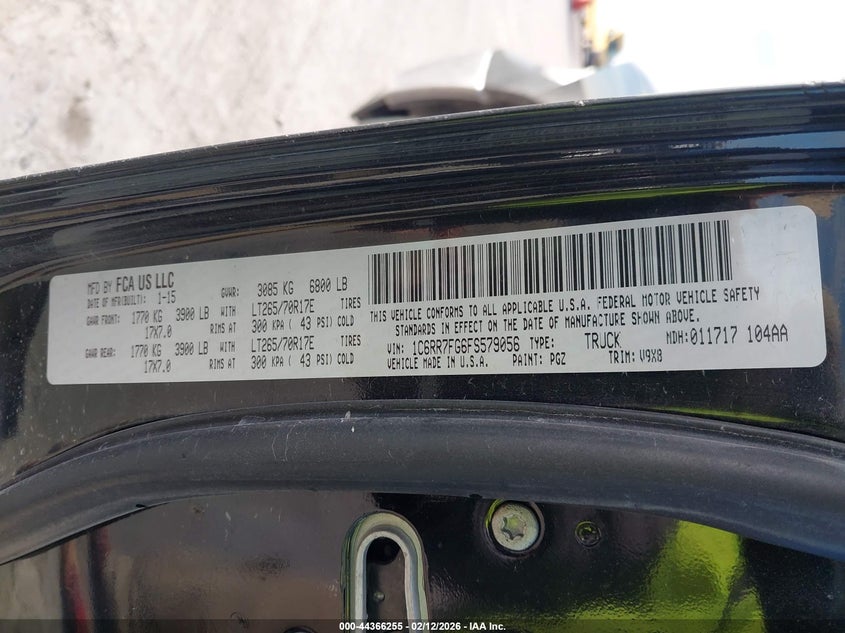 MFD BY FCA US LLC
DATE OF MFR(BUILT): 1-15 GVWR: 3085 KG 6800 LB
GAWR FRONT: 1770 KG 3900 LB WITH LT265/70R17E TIRES
17X7.0 RIMS AT 300 KPA ( 43 PSI) COLD
GAWR REAR: 1770 KG 3900 LB WITH LT265/70R17E TIRES
17X7.0 RIMS AT 300 KPA ( 43 PSI) COLD
THIS VEHICLE CONFORMS TO ALL APPLICABLE U.S.A. FEDERAL MOTOR VEHICLE SAFETY
STANDARDS IN EFFECT ON THE DATE OF MANUFACTURE SHOWN ABOVE.
VIN: 1C6RR7FG6FS579056 TYPE: TRUCK MDH:011717 104AA
VEHICLE MADE IN U.S.A. PAINT: PGZ TRIM: V9X8
000-44366255 - 02/12/2026 - IAA Inc.